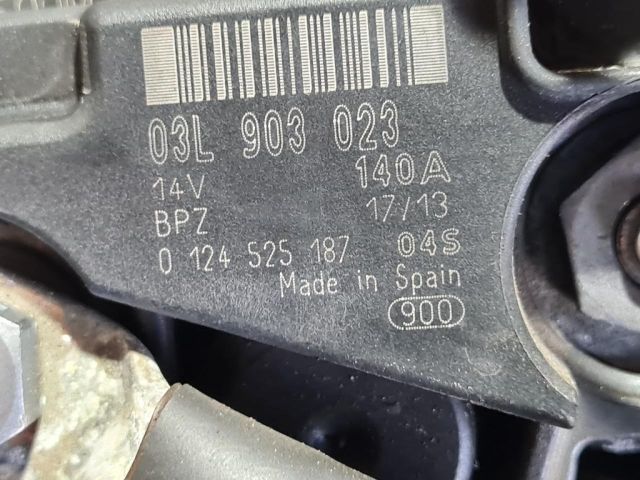 03L 903 023
14V 140A
BPZ 17/13
0 124 525 187 04S
Made in Spain
900